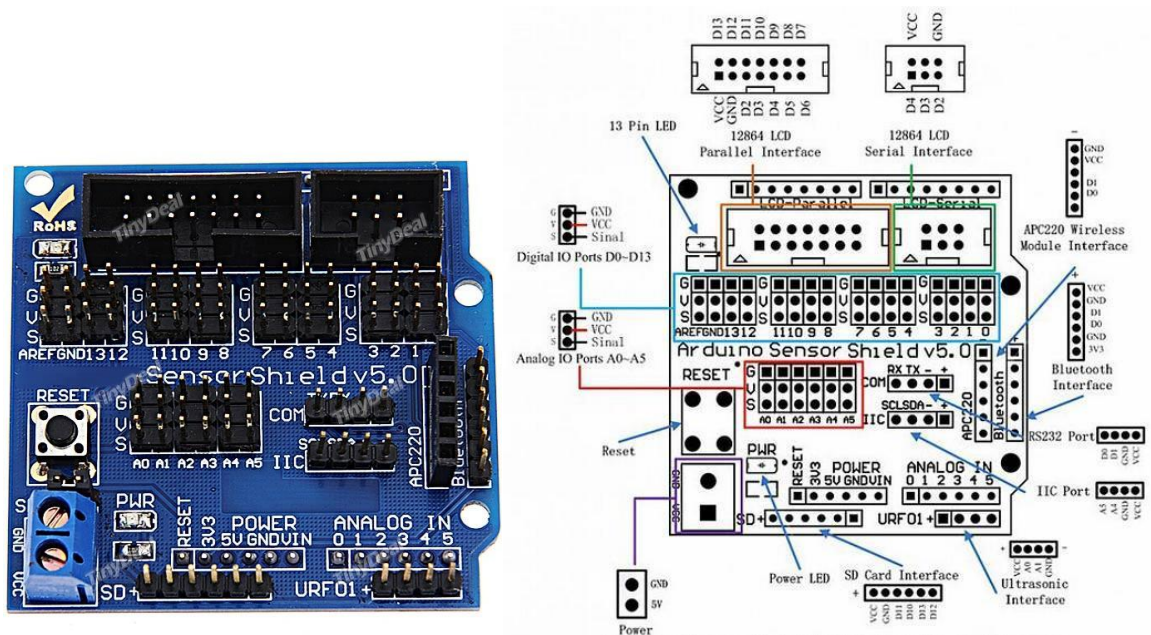 RoHS
TinyDeal
TinyDeal
G
V
S
G
V
S
G
V
S
G
V
S
AREFGND1312
1110 9 8
7 6 5 4
3 2 1
Sensor Shield v5.0
RESET
TinyDeal
G
V
S
A0 A1 A2 A3 A4 A5
TinyDeal
COM
IIC
APC220
Bluetooth
TinyDeal
GND
VCC
PWR
TinyDeal
RESET
3V3
POWER
5V GNDVIN
ANALOG IN
0 1 2 3 4 5
TinyDeal
SD+
URF01+
D13
D12
D11
D10
D9
D8
D7
VCC
GND
D2
D3
D4
D5
D6
VCC
GND
D4
D3
D2
13 Pin LED
12864 LCD
Parallel Interface
12864 LCD
Serial Interface
-
GND
VCC
D1
D0
APC220 Wireless
Module Interface
LCD-Parallel
LCD-Serial
G GND
V VCC
S Sinal
Digital IO Ports D0~D13
G GND
V VCC
S Sinal
Analog IO Ports A0~A5
G
V
S
G
V
S
G
V
S
G
V
S
AREFGND1312
1110 9 8
7 6 5 4
3 2 1 0
Arduino Sensor Shield v5.0
+
VCC
GND
D1
D0
GND
3V3
Bluetooth
Interface
RESET
G
V
S
A0 A1 A2 A3 A4 A5
RX TX - +
COM
SCLSDA- +
IIC
APC220
-
Bluetooth
+
RS232 Port
D0
D1
GND
VCC
Reset
PWR
GND
VCC
RESET
3V3
POWER
5V GNDVIN
ANALOG IN
0 1 2 3 4 5
IIC Port
A5
A4
GND
VCC
SD+
URF01+
Power LED
SD Card Interface
+
VCC
GND
D11
D10
D13
D12
+ -
VCC
A0
A1
GND
Ultrasonic
Interface
GND
5V
Power